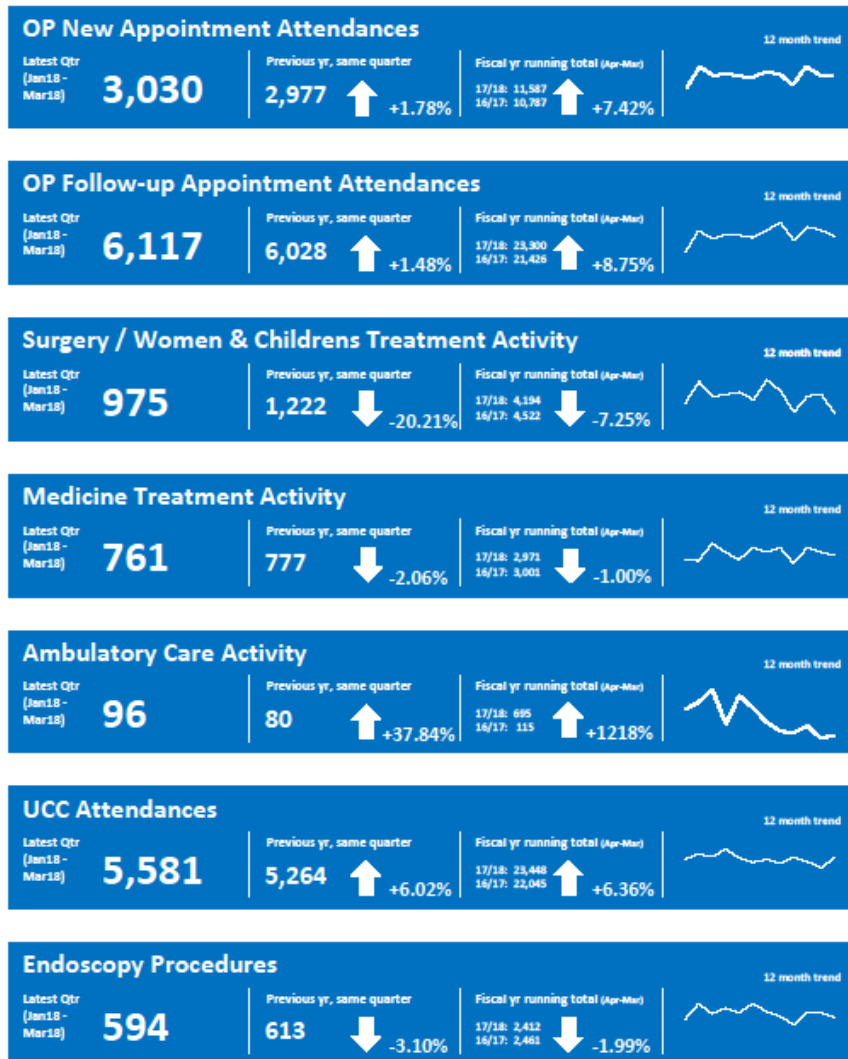 OP New Appointment Attendances
12 month trend
Latest Qtr
(Jan18 -
Mar18)
3,030
Previous yr, same quarter
2,977
+1.78%
Fiscal yr running total (Apr-Mar)
17/18: 11,587
16/17: 10,787
+7.42%
OP Follow-up Appointment Attendances
12 month trend
Latest Qtr
(Jan18 -
Mar18)
6,117
Previous yr, same quarter
6,028
+1.48%
Fiscal yr running total (Apr-Mar)
17/18: 23,300
16/17: 21,426
+8.75%
Surgery / Women & Childrens Treatment Activity
12 month trend
Latest Qtr
(Jan18 -
Mar18)
975
Previous yr, same quarter
1,222
-20.21%
Fiscal yr running total (Apr-Mar)
17/18: 4,194
16/17: 4,522
-7.25%
Medicine Treatment Activity
12 month trend
Latest Qtr
(Jan18 -
Mar18)
761
Previous yr, same quarter
777
-2.06%
Fiscal yr running total (Apr-Mar)
17/18: 2,971
16/17: 3,001
-1.00%
Ambulatory Care Activity
12 month trend
Latest Qtr
(Jan18 -
Mar18)
96
Previous yr, same quarter
80
+37.84%
Fiscal yr running total (Apr-Mar)
17/18: 695
16/17: 115
+1218%
UCC Attendances
12 month trend
Latest Qtr
(Jan18 -
Mar18)
5,581
Previous yr, same quarter
5,264
+6.02%
Fiscal yr running total (Apr-Mar)
17/18: 23,448
16/17: 22,045
+6.36%
Endoscopy Procedures
12 month trend
Latest Qtr
(Jan18 -
Mar18)
594
Previous yr, same quarter
613
-3.10%
Fiscal yr running total (Apr-Mar)
17/18: 2,412
16/17: 2,461
-1.99%